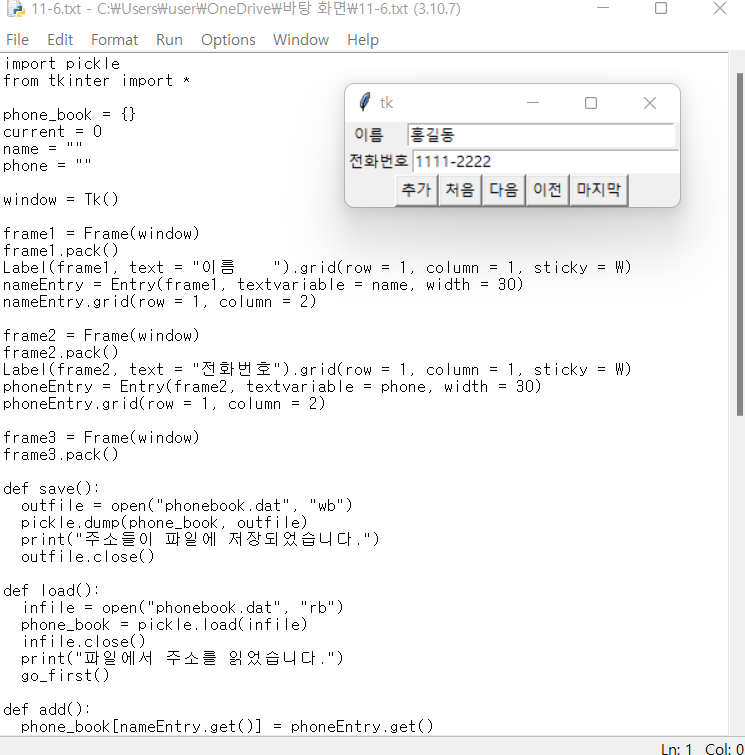 11-6.txt - C:₩Users₩user₩OneDrive₩바탕 화면₩11-6.txt (3.10.7)
File Edit Format Run Options Window Help
import pickle
from tkinter import *
phone_book = {}
current = 0
name = ""
phone = ""
window = Tk()
frame1 = Frame(window)
frame1.pack()
Label(frame1, text = "이름    ").grid(row = 1, column = 1, sticky = W)
nameEntry = Entry(frame1, textvariable = name, width = 30)
nameEntry.grid(row = 1, column = 2)
frame2 = Frame(window)
frame2.pack()
Label(frame2, text = "전화번호").grid(row = 1, column = 1, sticky = W)
phoneEntry = Entry(frame2, textvariable = phone, width = 30)
phoneEntry.grid(row = 1, column = 2)
frame3 = Frame(window)
frame3.pack()
def save():
  outfile = open("phonebook.dat", "wb")
  pickle.dump(phone_book, outfile)
  print("주소들이 파일에 저장되었습니다.")
  outfile.close()
def load():
  infile = open("phonebook.dat", "rb")
  phone_book = pickle.load(infile)
  infile.close()
  print("파일에서 주소를 읽었습니다.")
  go_first()
def add():
  phone_book[nameEntry.get()] = phoneEntry.get()
tk
이름 홍길동
전화번호 1111-2222
추가 처음 다음 이전 마지막
Ln: 1 Col: 0